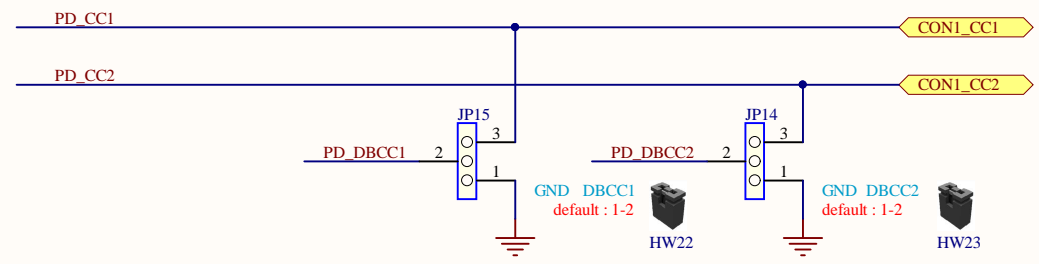 PD_CC1
CON1_CC1
PD_CC2
CON1_CC2
JP15
JP14
3
3
PD_DBCC1
2
PD_DBCC2
2
1
1
GND DBCC1
default : 1-2
GND DBCC2
default : 1-2
HW22
HW23